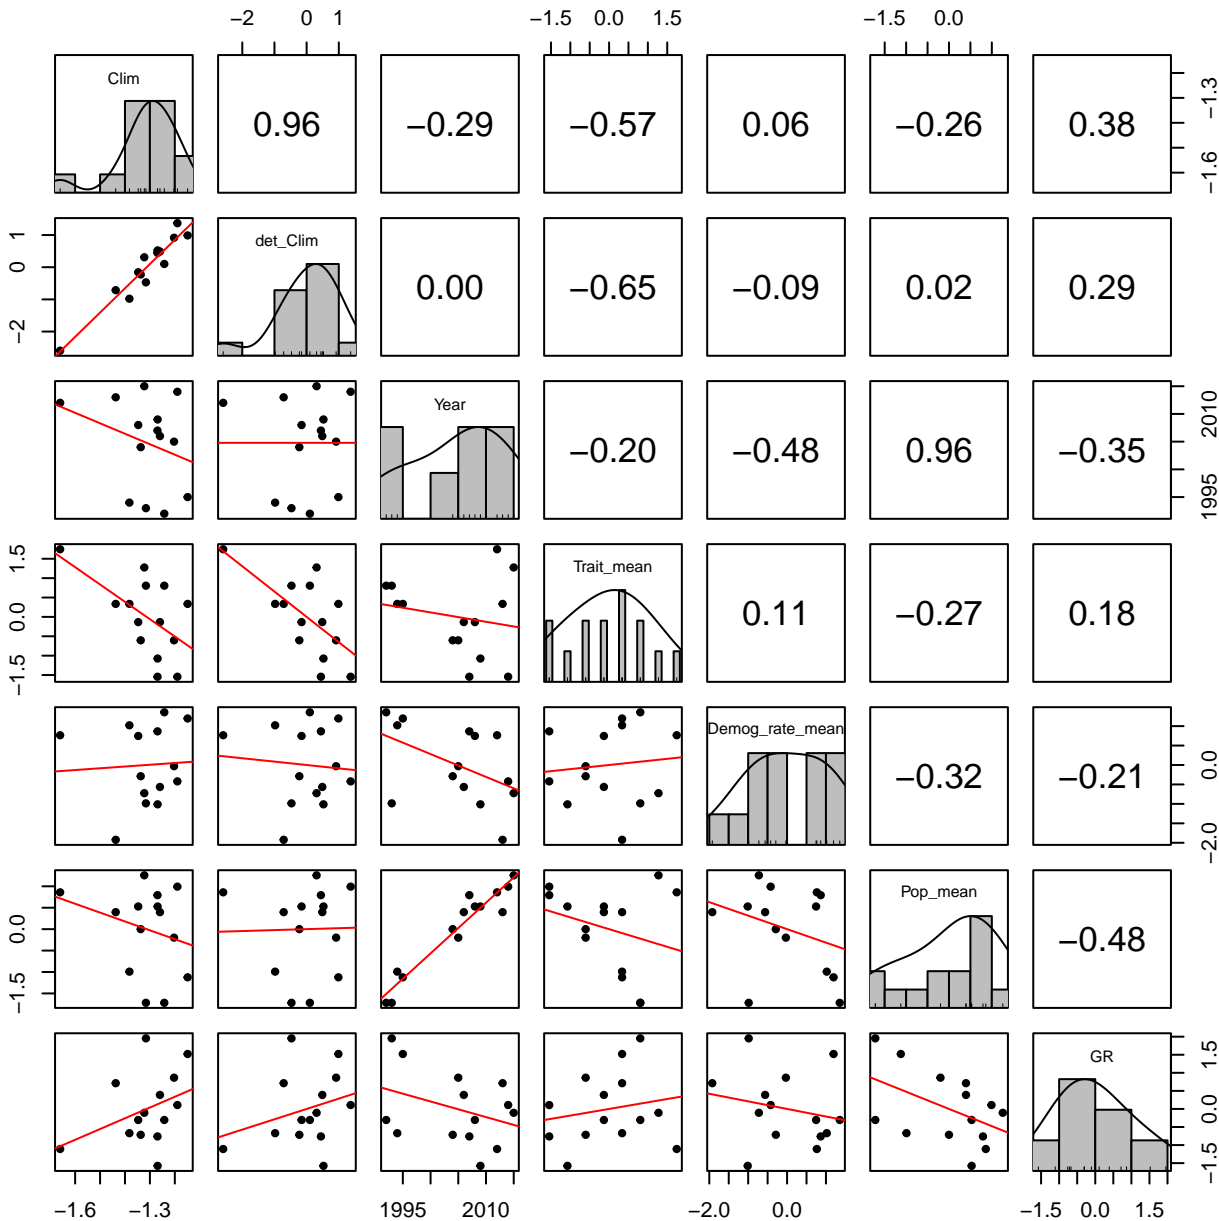 −2 0 1 −1.5 0.0 1.5 −1.5 0.0
Clim 0.96 −0.29 −0.57 0.06 −0.26 0.38 −1.6 −1.3
−2 0 1 det_Clim 0.00 −0.65 −0.09 0.02 0.29
Year −0.20 −0.48 0.96 −0.35 1995 2010
−1.5 0.0 1.5 Trait_mean 0.11 −0.27 0.18
Demog_rate_mean −0.32 −0.21 −2.0 0.0
−1.5 0.0 Pop_mean −0.48
GR −1.5 0.0 1.5
−1.6 −1.3 1995 2010 −2.0 0.0 −1.5 0.0 1.5